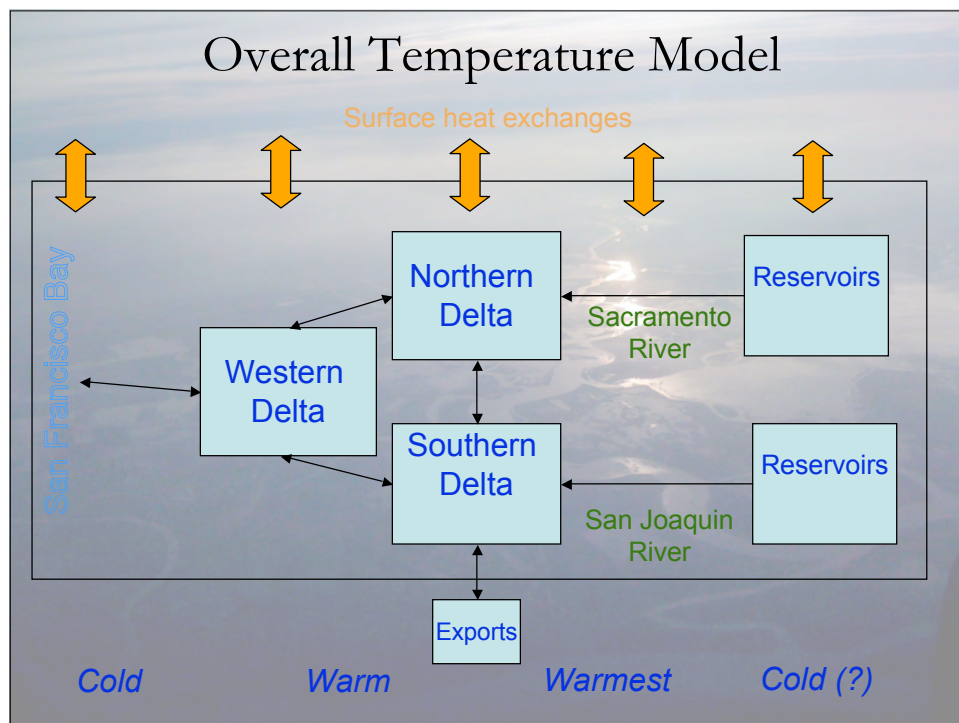 Overall Temperature Model
Surface heat exchanges
San Francisco Bay
Western
Delta
Northern
Delta
Southern
Delta
Sacramento
River
San Joaquin
River
Reservoirs
Reservoirs
Exports
Cold
Warm
Warmest
Cold (?)